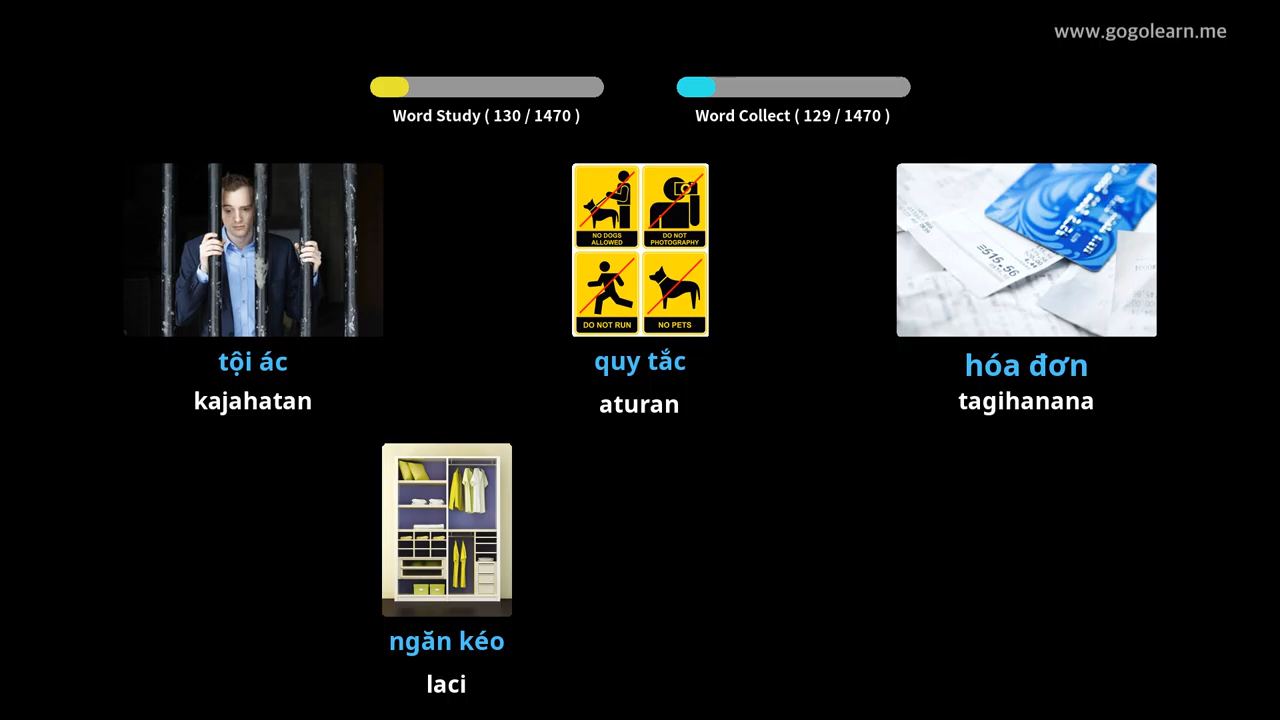 www.gogolearn.me
Word Study ( 130 / 1470 )
Word Collect ( 129 / 1470 )
NO DOGS
ALLOWED
DO NOT
PHOTOGRAPHY
DO NOT RUN
NO PETS
tội ác
kajahatan
quy tắc
aturan
hóa đơn
tagihanana
ngăn kéo
laci